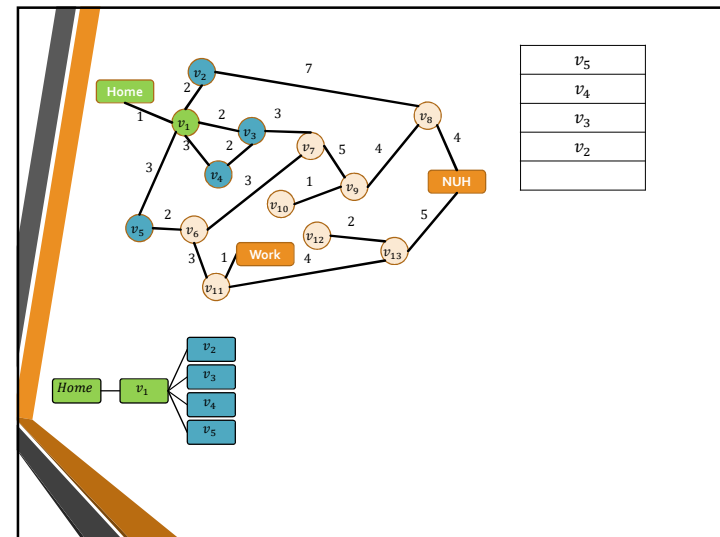 7
v₂
2
Home
1
v₁
2
v₃
3
v₈
4
3
2
v₇
5
4
v₄
3
3
1
v₉
NUH
v₁₀
2
5
v₅
2
v₆
v₁₂
3
1
Work
4
v₁₃
v₁₁
v₅
v₄
v₃
v₂
Home
v₁
v₂
v₃
v₄
v₅